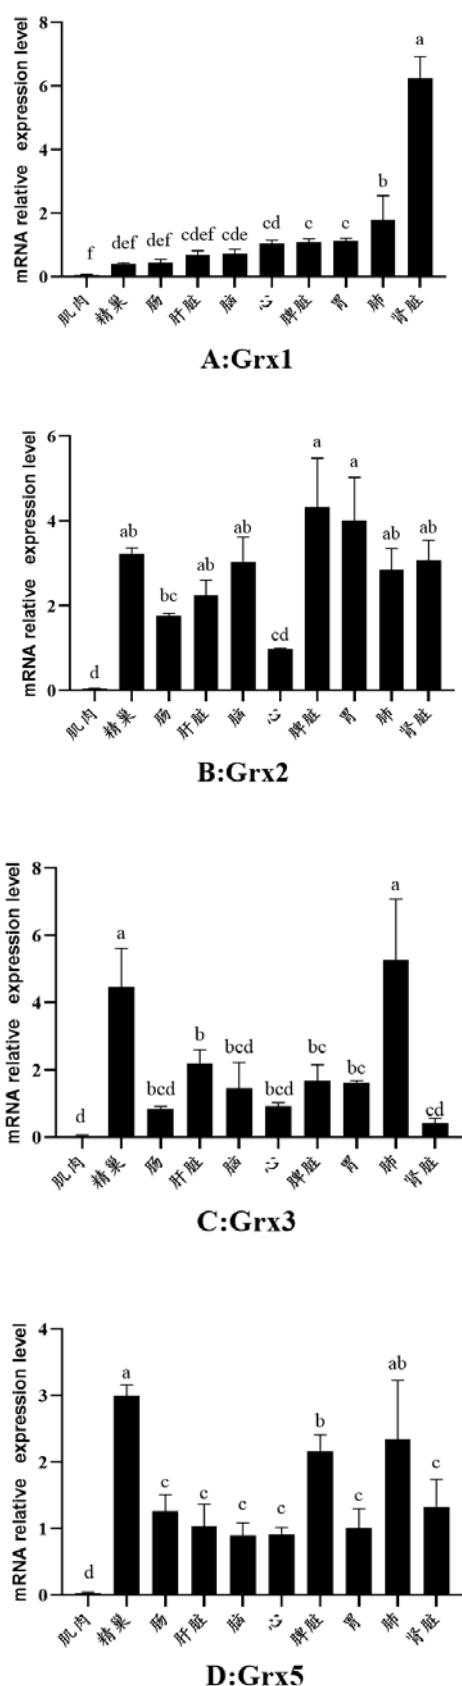 mRNA relative expression level
8
6
4
2
0
f
def
def
cdef
cde
cd
c
c
b
a
肌肉
精巢
肠
肝脏
脑
心
脾脏
胃
肺
肾脏
A:Grx1
mRNA relative expression level
6
4
2
0
d
ab
bc
ab
ab
cd
a
a
ab
ab
肌肉
精巢
肠
肝脏
脑
心
脾脏
胃
肺
肾脏
B:Grx2
mRNA relative expression level
8
6
4
2
0
d
a
bcd
b
bcd
bcd
bc
bc
a
cd
肌肉
精巢
肠
肝脏
脑
心
脾脏
胃
肺
肾脏
C:Grx3
mRNA relative expression level
4
3
2
1
0
d
a
c
c
c
c
b
c
ab
c
肌肉
精巢
肠
肝脏
脑
心
脾脏
胃
肺
肾脏
D:Grx5